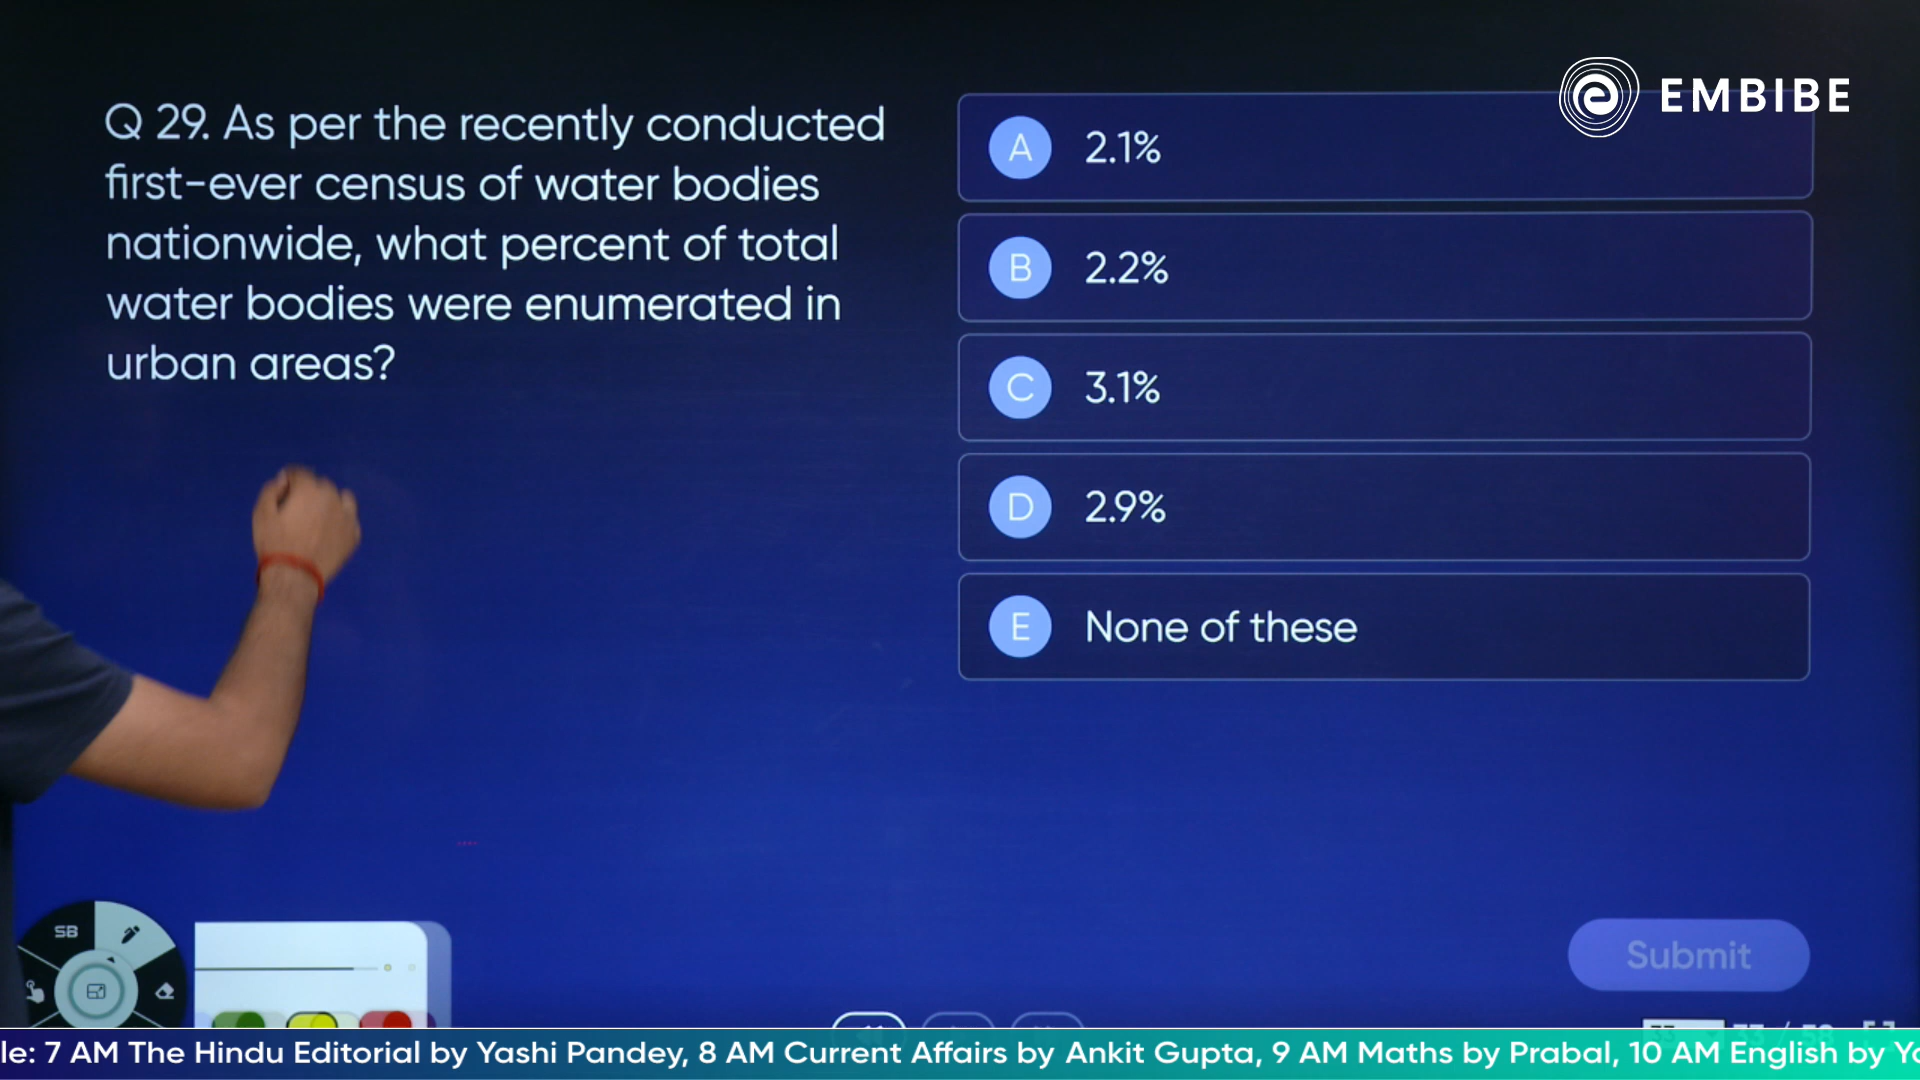 EMBIBE
Q 29. As per the recently conducted
first-ever census of water bodies
nationwide, what percent of total
water bodies were enumerated in
urban areas?
A 2.1%
B 2.2%
C 3.1%
D 2.9%
E None of these
SB
Submit
le: 7 AM The Hindu Editorial by Yashi Pandey, 8 AM Current Affairs by Ankit Gupta, 9 AM Maths by Prabal, 10 AM English by